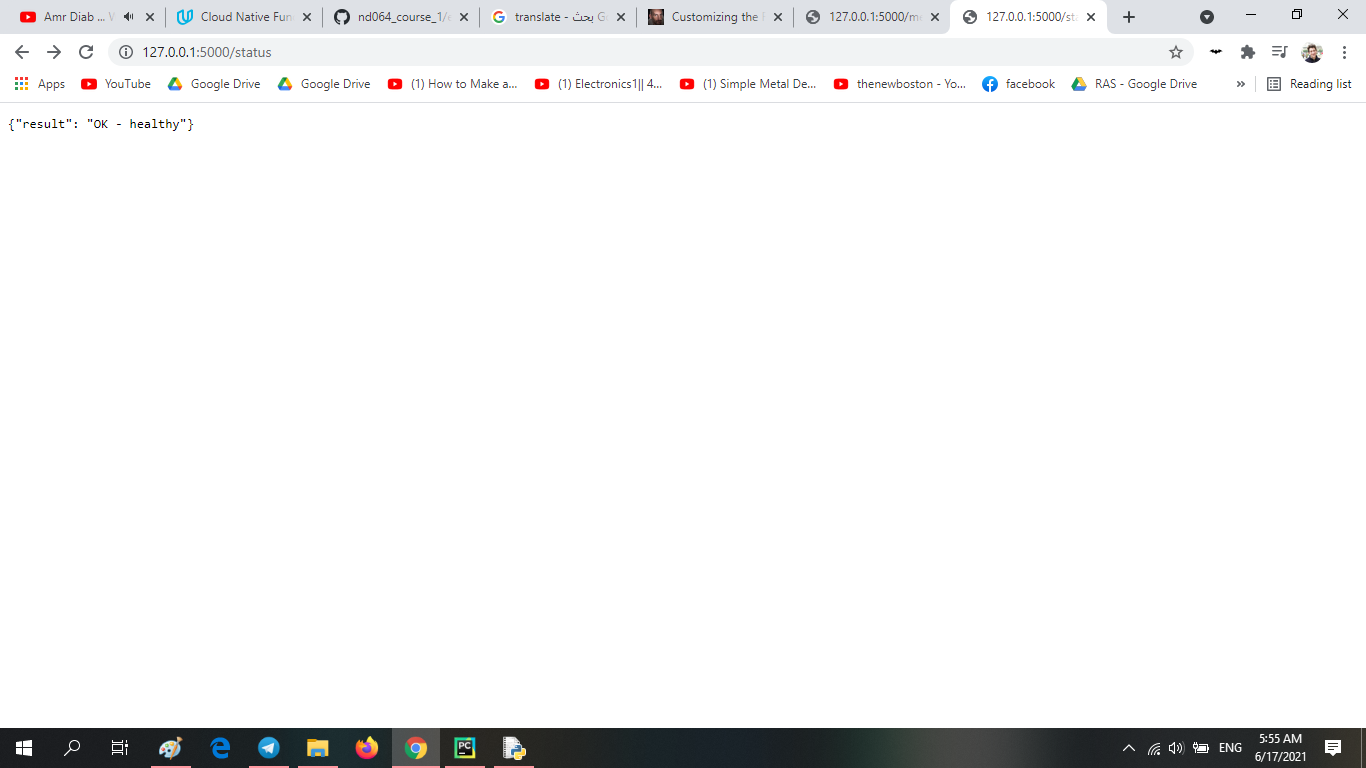 Amr Diab ...
Cloud Native Fun
nd064_course_1/
translate - بحث G
Customizing the
127.0.0.1:5000/me
127.0.0.1:5000/sta
127.0.0.1:5000/status
Apps
YouTube
Google Drive
Google Drive
(1) How to Make a...
(1) Electronics1|| 4...
(1) Simple Metal De...
thenewboston - Yo...
facebook
RAS - Google Drive
»
Reading list
{"result": "OK - healthy"}
PC
ENG
5:55 AM
6/17/2021